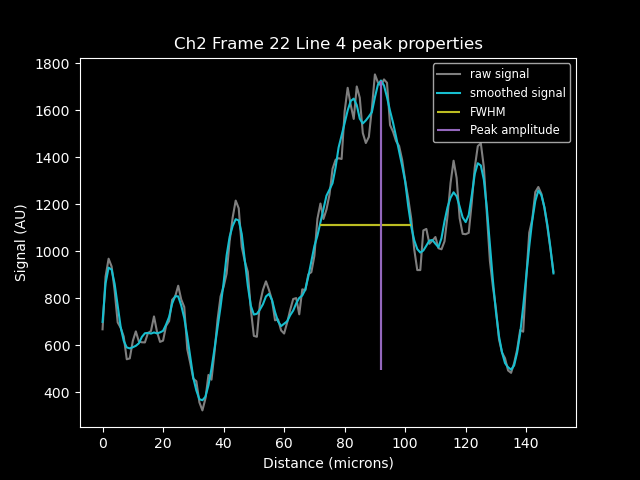 Ch2 Frame 22 Line 4 peak properties
1800
1600
1400
1200
1000
800
600
400
Signal (AU)
raw signal
smoothed signal
FWHM
Peak amplitude
0 20 40 60 80 100 120 140
Distance (microns)